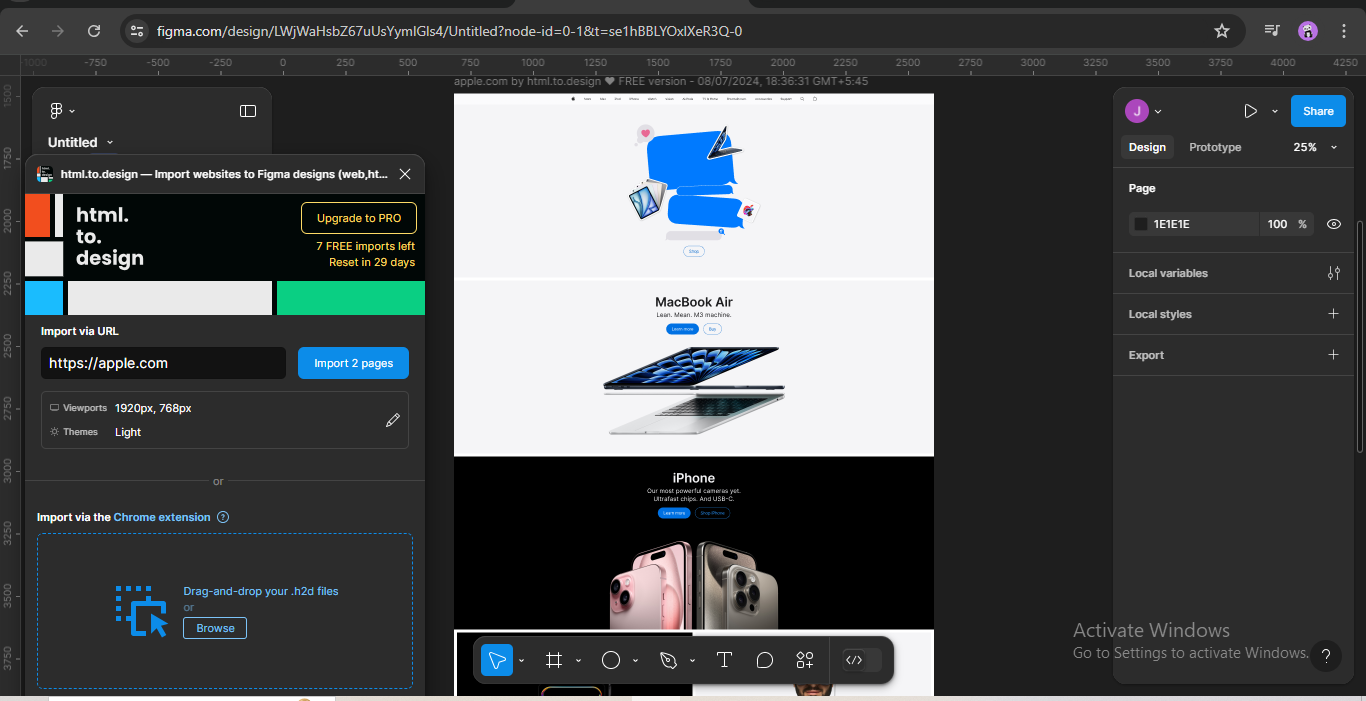 figma.com/design/LWjWaHsbZ67uUsYymlGls4/Untitled?node-id=0-1&t=se1hBBLYOxlXeR3Q-0
1000 -750 -500 -250 0 250 500 750 1000 1250 1500 1750 2000 2250 2500 2750 3000 3250 3500 3750 4000 4250
1500
1750
2000
2250
2500
2750
3000
3250
3500
3750
Untitled
html.to.design — Import websites to Figma designs (web,ht...
html.
to.
design
Upgrade to PRO
7 FREE imports left
Reset in 29 days
Import via URL
https://apple.com
Import 2 pages
Viewports 1920px, 768px
Themes Light
or
Import via the Chrome extension ?
Drag-and-drop your .h2d files
or
Browse
apple.com by html.to.design ❤ FREE version - 08/07/2024, 18:36:31 GMT+5:45
Shop
MacBook Air
Lean. Mean. M3 machine.
Learn more Buy
iPhone
Our most powerful cameras yet.
Ultrafast chips. And USB-C.
Learn more Shop iPhone
T
J
Share
Design Prototype 25%
Page
1E1E1E 100 %
Local variables
Local styles
Export
Activate Windows
Go to Settings to activate Windows.
?